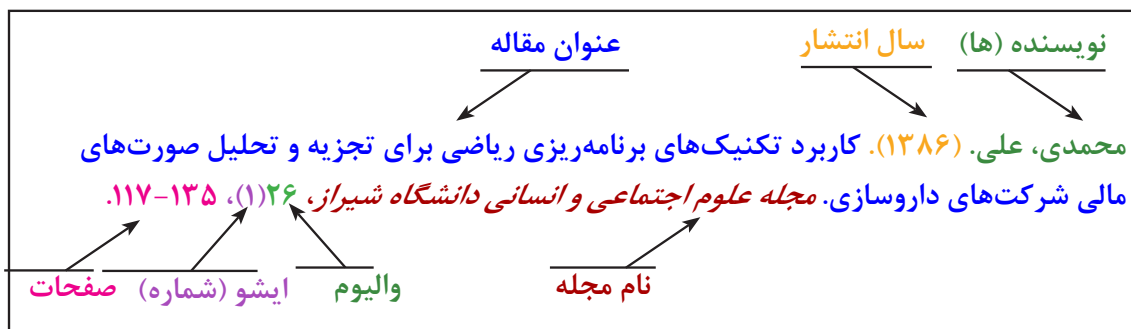 نویسنده (ها) سال انتشار عنوان مقاله
محمدی، علی. (۱۳۸۶). کاربرد تکنیک‌های برنامه‌ریزی ریاضی برای تجزیه و تحلیل صورت‌های
مالی شرکت‌های داروسازی. مجله علوم اجتماعی و انسانی دانشگاه شیراز، ۲۶(۱)، ۱۳۵-۱۱۷.
نام مجله والیوم ایشو (شماره) صفحات